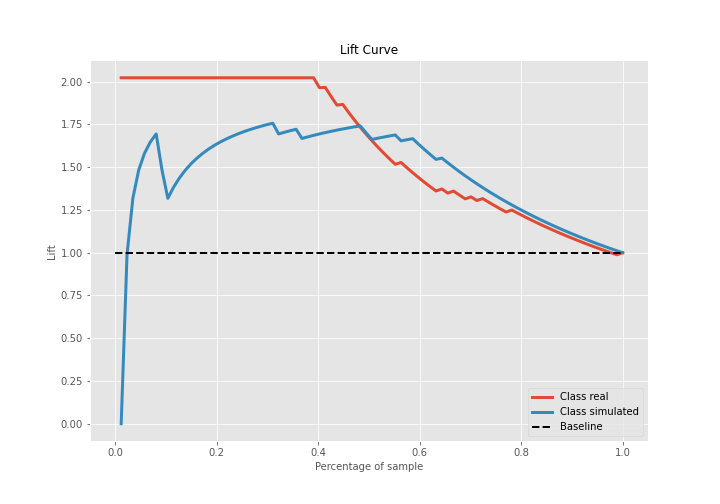 Lift Curve
Lift
2.00
1.75
1.50
1.25
1.00
0.75
0.50
0.25
0.00
0.0 0.2 0.4 0.6 0.8 1.0
Percentage of sample
Class real
Class simulated
Baseline